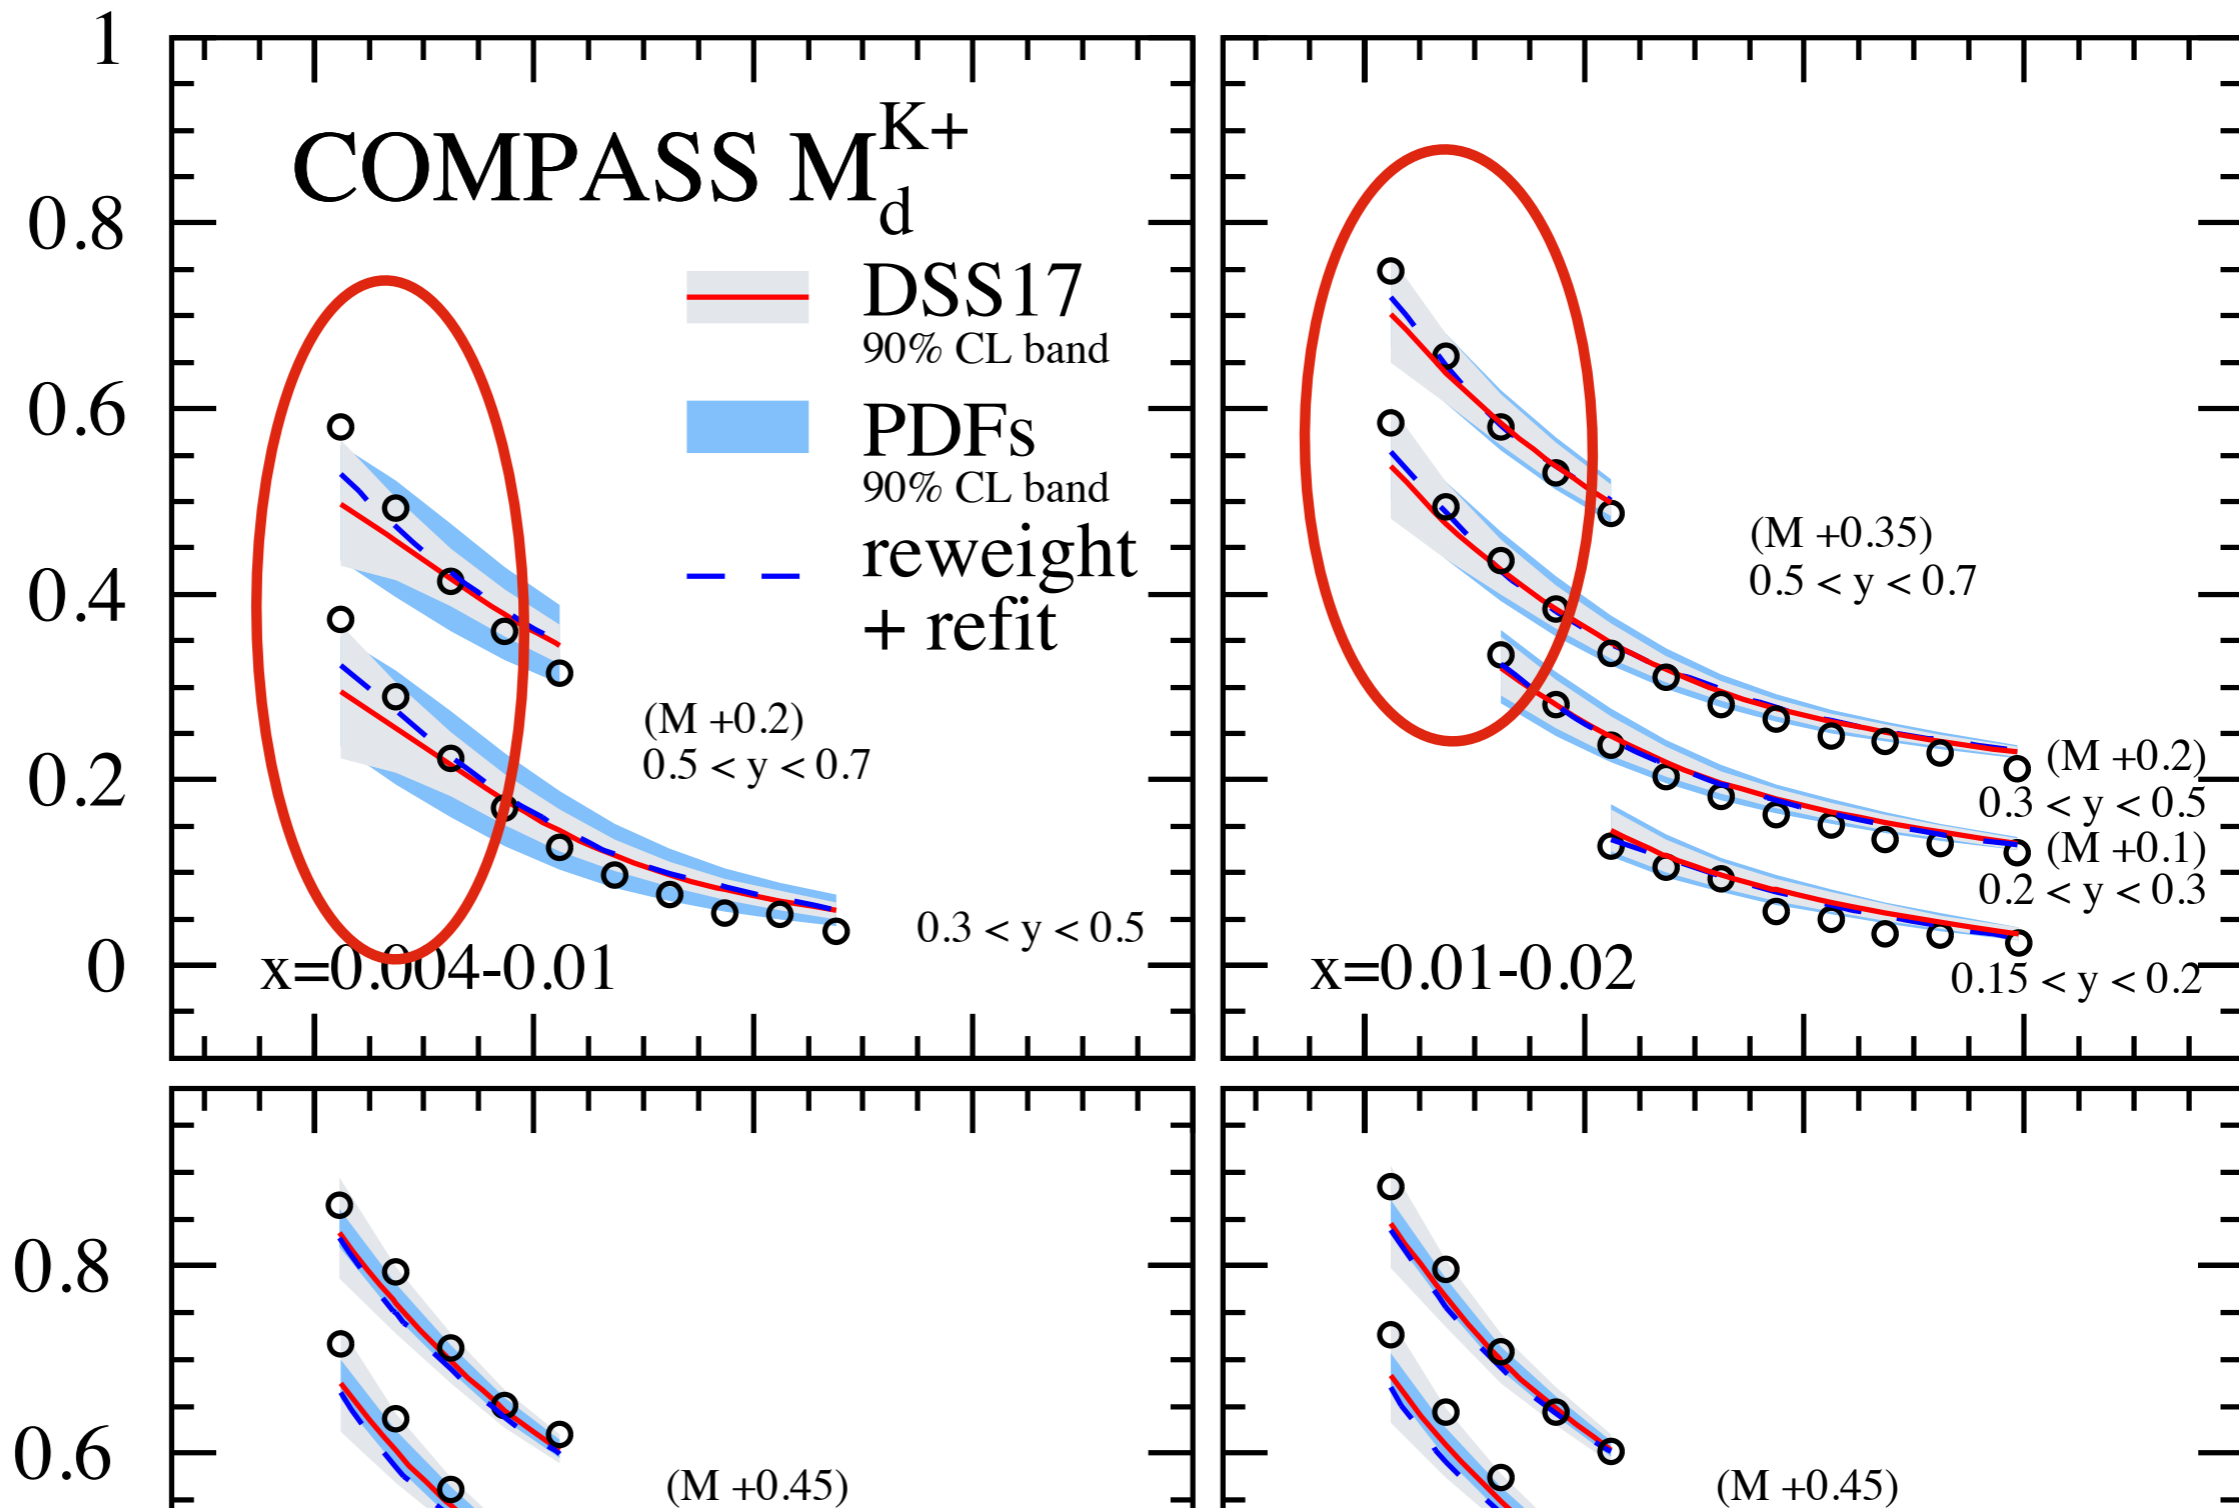 1
0.8
0.6
0.4
0.2
0
COMPASS M_d^{K+}
DSS17
90% CL band
PDFs
90% CL band
reweight
+ refit
(M +0.2)
0.5 < y < 0.7
0.3 < y < 0.5
x=0.004-0.01
(M +0.35)
0.5 < y < 0.7
(M +0.2)
0.3 < y < 0.5
(M +0.1)
0.2 < y < 0.3
0.15 < y < 0.2
x=0.01-0.02
0.8
0.6
(M +0.45)
(M +0.45)